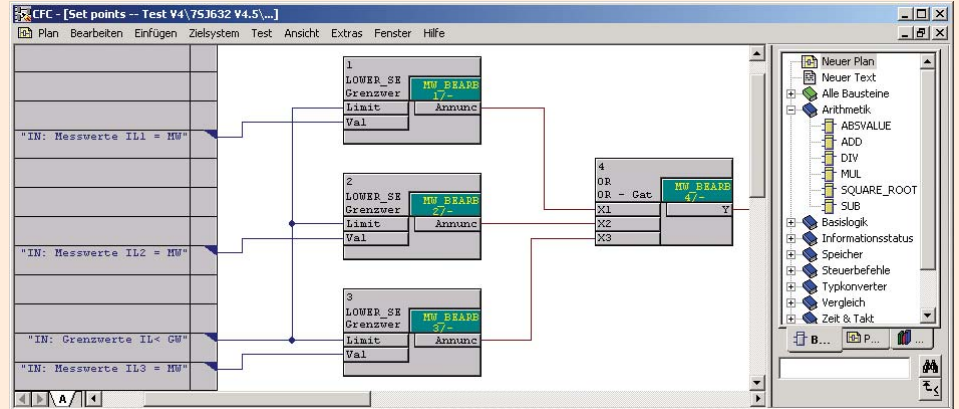 CFC - [Set points -- Test V4\7SJ632 V4.5\...]
Plan Bearbeiten Einfügen Zielsystem Test Ansicht Extras Fenster Hilfe
"IN: Messwerte IL1 = MW"
"IN: Messwerte IL2 = MW"
"IN: Grenzwerte IL< GW"
"IN: Messwerte IL3 = MW"
1
LOWER_SE
Grenzwer
MW_BEARB
1/-
Limit Annunc
Val
2
LOWER_SE
Grenzwer
MW_BEARB
2/-
Limit Annunc
Val
3
LOWER_SE
Grenzwer
MW_BEARB
3/-
Limit Annunc
Val
4
OR
OR - Gat
MW_BEARB
4/-
X1 Y
X2
X3
Neuer Plan
Neuer Text
Alle Bausteine
Arithmetik
ABSVALUE
ADD
DIV
MUL
SQUARE_ROOT
SUB
Basislogik
Informationsstatus
Speicher
Steuerbefehle
Typkonverter
Vergleich
Zeit & Takt
B... P... ...
A